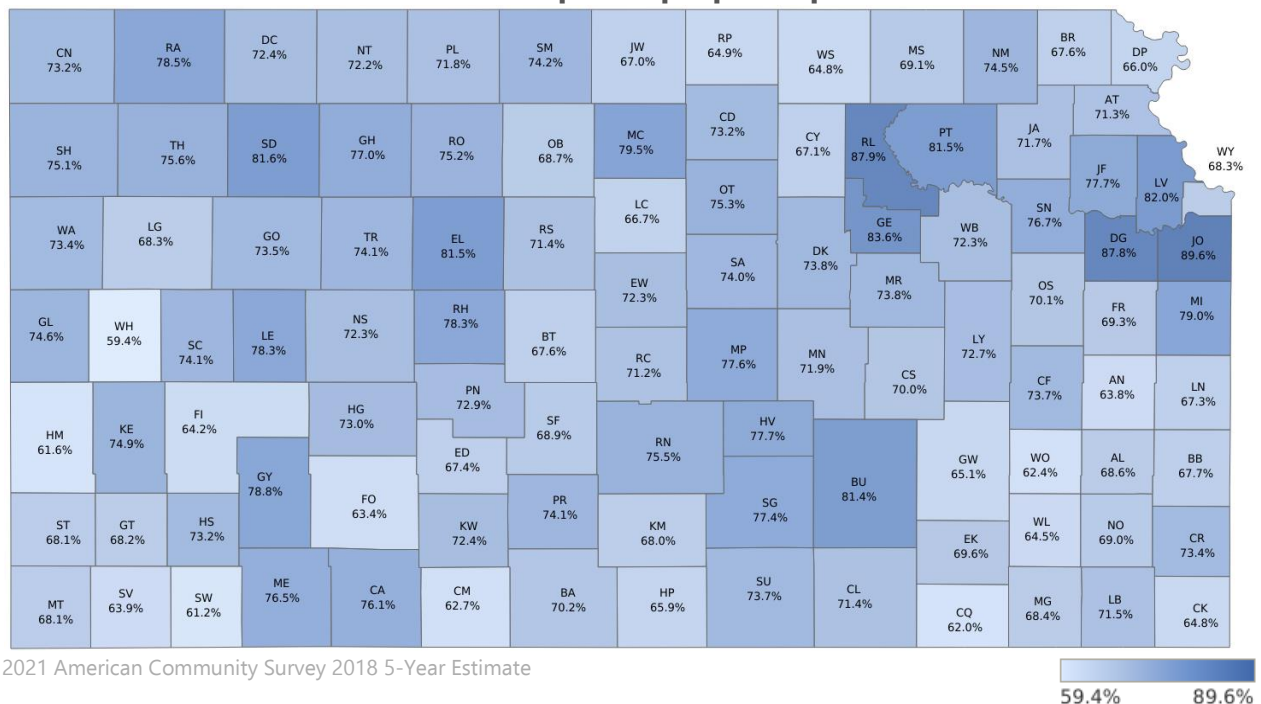 CN
73.2%
RA
78.5%
DC
72.4%
NT
72.2%
PL
71.8%
SM
74.2%
JW
67.0%
RP
64.9%
WS
64.8%
MS
69.1%
NM
74.5%
BR
67.6%
DP
66.0%
AT
71.3%
SH
75.1%
TH
75.6%
SD
81.6%
GH
77.0%
RO
75.2%
OB
68.7%
MC
79.5%
CD
73.2%
CY
67.1%
RL
87.9%
PT
81.5%
JA
71.7%
JF
77.7%
LV
82.0%
WY
68.3%
OT
75.3%
LC
66.7%
SN
76.7%
WA
73.4%
LG
68.3%
GO
73.5%
TR
74.1%
EL
81.5%
RS
71.4%
GE
83.6%
WB
72.3%
DG
87.8%
JO
89.6%
DK
73.8%
SA
74.0%
EW
72.3%
MR
73.8%
OS
70.1%
FR
69.3%
MI
79.0%
GL
74.6%
WH
59.4%
SC
74.1%
LE
78.3%
NS
72.3%
RH
78.3%
BT
67.6%
RC
71.2%
MP
77.6%
MN
71.9%
CS
70.0%
LY
72.7%
CF
73.7%
AN
63.8%
LN
67.3%
HM
61.6%
KE
74.9%
FI
64.2%
HG
73.0%
PN
72.9%
SF
68.9%
ED
67.4%
RN
75.5%
HV
77.7%
GY
78.8%
FO
63.4%
BU
81.4%
GW
65.1%
WO
62.4%
AL
68.6%
BB
67.7%
ST
68.1%
GT
68.2%
HS
73.2%
KW
72.4%
PR
74.1%
KM
68.0%
SG
77.4%
EK
69.6%
WL
64.5%
NO
69.0%
CR
73.4%
MT
68.1%
SV
63.9%
SW
61.2%
ME
76.5%
CA
76.1%
CM
62.7%
BA
70.2%
HP
65.9%
SU
73.7%
CL
71.4%
CQ
62.0%
MG
68.4%
LB
71.5%
CK
64.8%
2021 American Community Survey 2018 5-Year Estimate
59.4% 89.6%